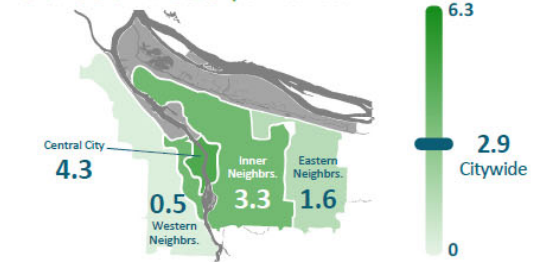 6.3
2.9
Citywide
0
Central City
4.3
Inner
Neighbrs.
3.3
Eastern
Neighbrs.
1.6
0.5
Western
Neighbrs.